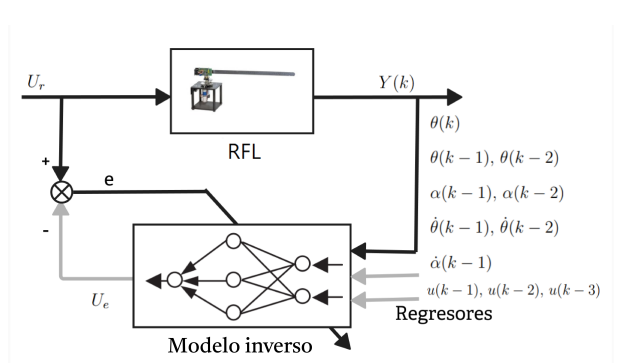 U_r
Y(k)
RFL
θ(k)
θ(k − 1), θ(k − 2)
α(k − 1), α(k − 2)
θ̇(k − 1), θ̇(k − 2)
α̇(k − 1)
u(k − 1), u(k − 2), u(k − 3)
Regresores
+
e
-
U_e
Modelo inverso